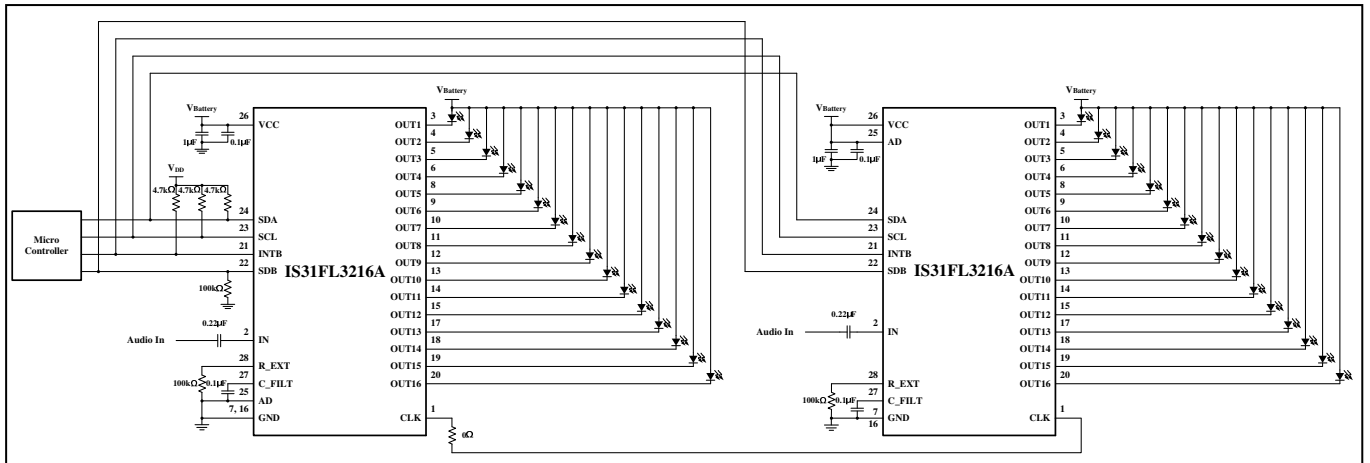 VBattery
26
VCC
1µF
0.1µF
VDD
4.7kΩ 4.7kΩ 4.7kΩ
Micro
Controller
24
SDA
23
SCL
21
INTB
22
SDB
100kΩ
IS31FL3216A
0.22µF
Audio In
2
IN
28
R_EXT
27
C_FILT
100kΩ
0.1µF
25
AD
7, 16
GND
VBattery
3
OUT1
4
OUT2
5
OUT3
6
OUT4
8
OUT5
9
OUT6
10
OUT7
11
OUT8
12
OUT9
13
OUT10
14
OUT11
15
OUT12
17
OUT13
18
OUT14
19
OUT15
20
OUT16
1
CLK
0Ω
VBattery
26
VCC
25
AD
1µF
0.1µF
24
SDA
23
SCL
21
INTB
22
SDB
IS31FL3216A
0.22µF
Audio In
2
IN
28
R_EXT
27
C_FILT
100kΩ
0.1µF
7
GND
16
VBattery
3
OUT1
4
OUT2
5
OUT3
6
OUT4
8
OUT5
9
OUT6
10
OUT7
11
OUT8
12
OUT9
13
OUT10
14
OUT11
15
OUT12
17
OUT13
18
OUT14
19
OUT15
20
OUT16
1
CLK